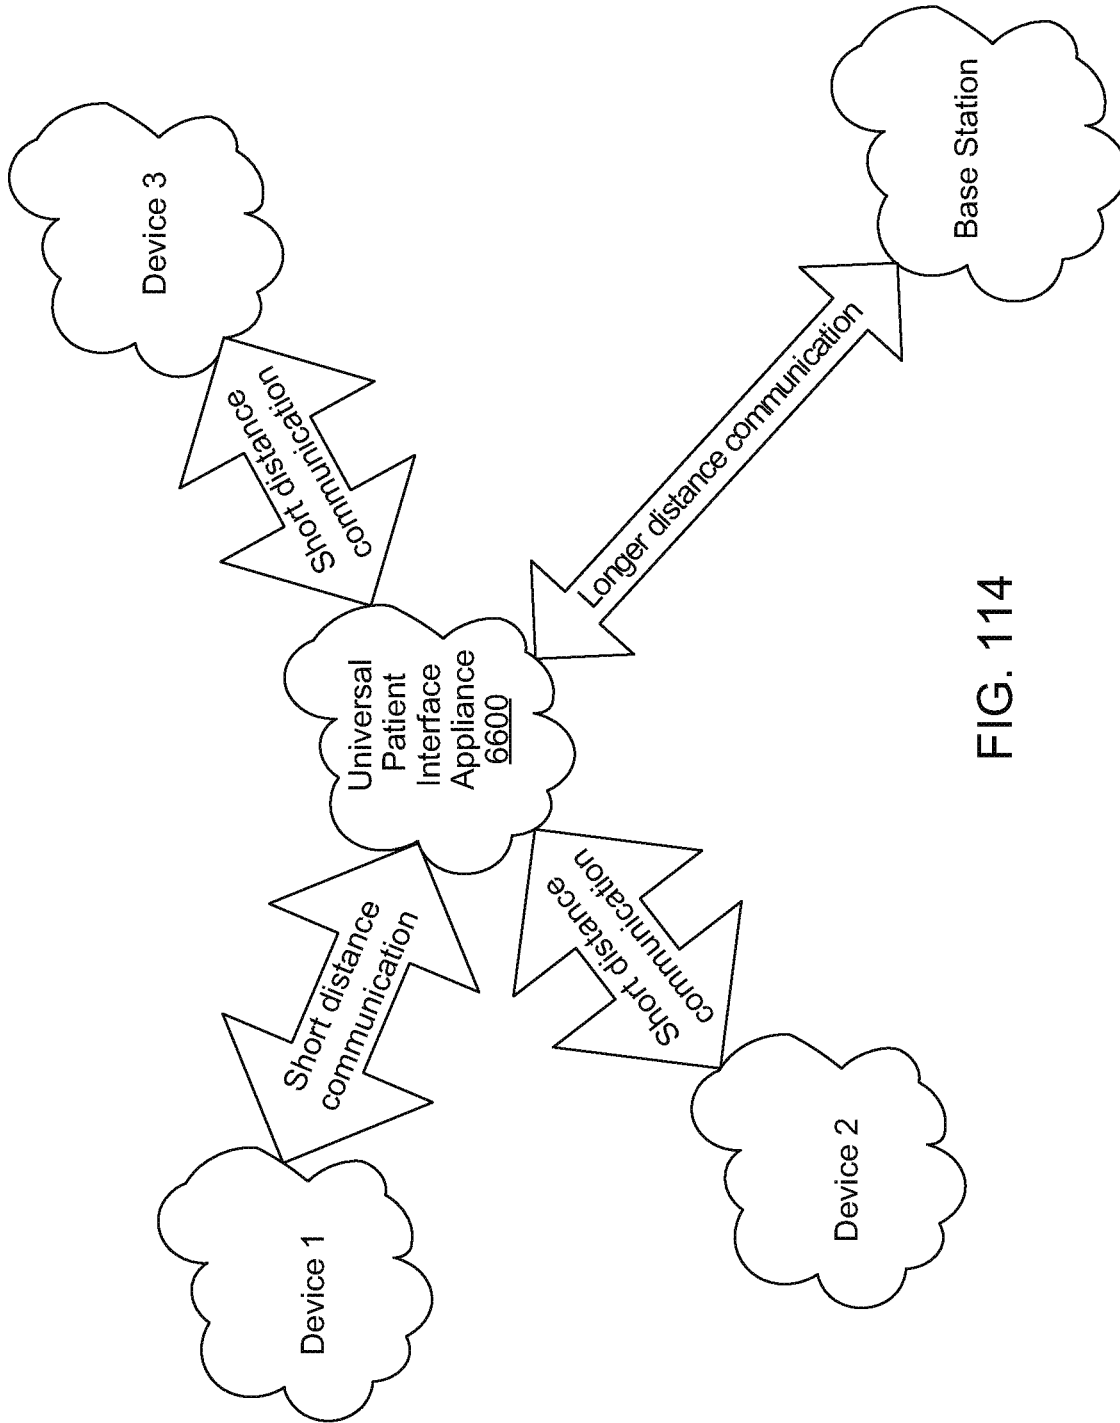 Device 1
Short distance
communication
Universal
Patient
Interface
Appliance
6600
Short distance
communication
Device 3
Short distance
communication
Device 2
Longer distance communication
Base Station
FIG. 114